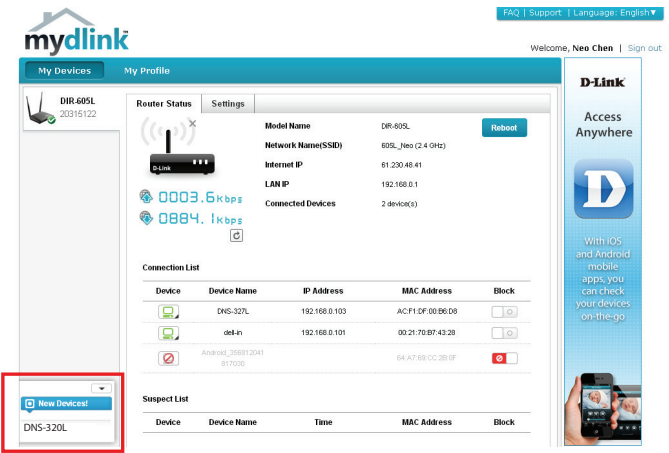 FAQ | Support | Language: English▼
mydlink
Welcome, Neo Chen | Sign out
My Devices
My Profile
DIR-605L
20315122
Router Status
Settings
D-Link
Model Name DIR-605L
Reboot
Network Name(SSID) 605L_Neo (2.4 GHz)
Internet IP 61.230.48.41
LAN IP 192.168.0.1
Connected Devices 2 device(s)
0003.6kbps
0884.1kbps
Connection List
Device Device Name IP Address MAC Address Block
DNS-327L 192.168.0.103 AC:F1:DF:00:B6:D8
dell-in 192.168.0.101 00:21:70:B7:43:28
Android_356812041 64:A7:69:CC:2B:0F
817030
Suspect List
Device Device Name Time MAC Address Block
New Devices!
DNS-320L
D-Link
Access
Anywhere
D
With iOS
and Android
mobile
apps, you
can check
your devices
on-the-go